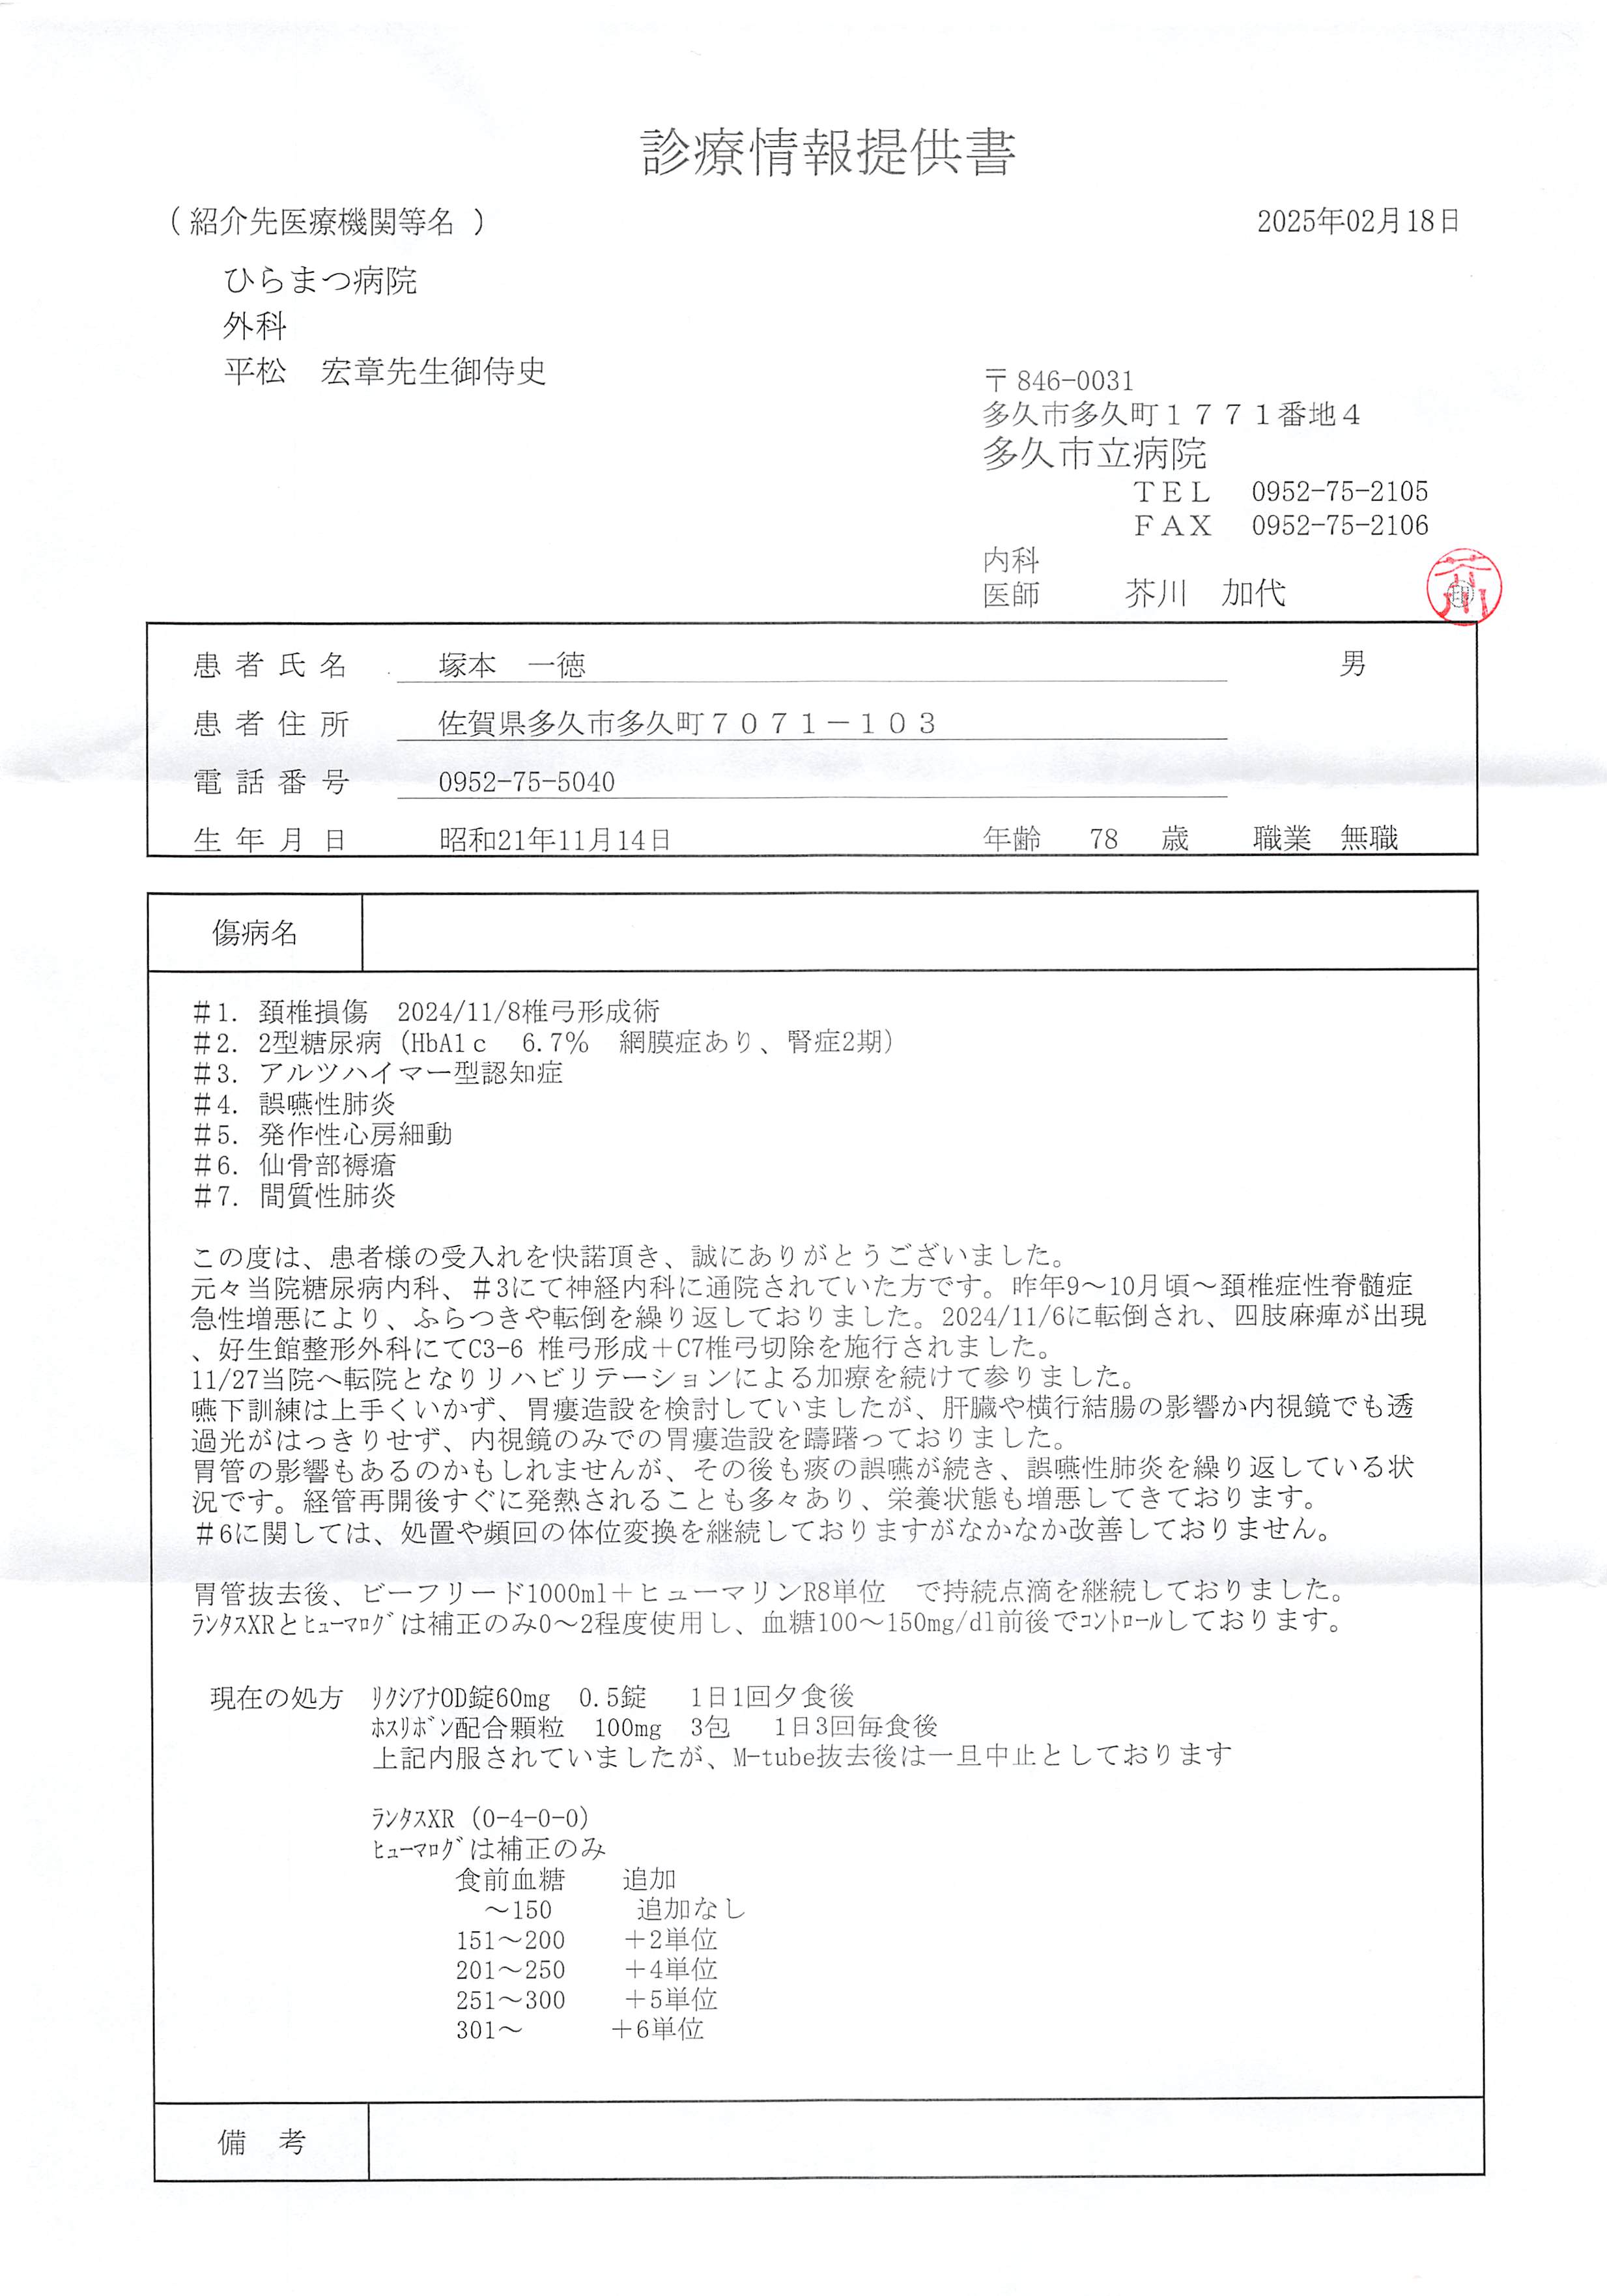 診療情報提供書
（紹介先医療機関等名 ）
2025年02月18日
ひらまつ病院
外科
平松　宏章先生御侍史
〒846-0031
多久市多久町１７７１番地４
多久市立病院
ＴＥＬ　0952-75-2105
ＦＡＸ　0952-75-2106
内科
医師　芥川　加代
芥川
印
患者氏名　塚本　一徳　男
患者住所　佐賀県多久市多久町７０７１－１０３
電話番号　0952-75-5040
生年月日　昭和21年11月14日　年齢　78　歳　職業　無職
傷病名
＃1. 頚椎損傷　2024/11/8椎弓形成術
＃2. 2型糖尿病（HbA1ｃ　6.7％　網膜症あり、腎症2期）
＃3. アルツハイマー型認知症
＃4. 誤嚥性肺炎
＃5. 発作性心房細動
＃6. 仙骨部褥瘡
＃7. 間質性肺炎
この度は、患者様の受入れを快諾頂き、誠にありがとうございました。
元々当院糖尿病内科、＃3にて神経内科に通院されていた方です。昨年9～10月頃～頚椎症性脊髄症
急性増悪により、ふらつきや転倒を繰り返しておりました。2024/11/6に転倒され、四肢麻痺が出現
、好生館整形外科にてC3-6 椎弓形成＋C7椎弓切除を施行されました。
11/27当院へ転院となりリハビリテーションによる加療を続けて参りました。
嚥下訓練は上手くいかず、胃瘻造設を検討していましたが、肝臓や横行結腸の影響か内視鏡でも透
過光がはっきりせず、内視鏡のみでの胃瘻造設を躊躇っておりました。
胃管の影響もあるのかもしれませんが、その後も痰の誤嚥が続き、誤嚥性肺炎を繰り返している状
況です。経管再開後すぐに発熱されることも多々あり、栄養状態も増悪してきております。
＃6に関しては、処置や頻回の体位変換を継続しておりますがなかなか改善しておりません。
胃管抜去後、ビーフリード1000ml＋ヒューマリンR8単位　で持続点滴を継続しておりました。
ﾗﾝﾀｽXRとﾋｭｰﾏﾛｸﾞは補正のみ0～2程度使用し、血糖100～150mg/dl前後でｺﾝﾄﾛｰﾙしております。
現在の処方　ﾘｸｼｱﾅOD錠60mg　0.5錠　1日1回夕食後
ﾎｽﾘﾎﾞﾝ配合顆粒　100mg　3包　1日3回毎食後
上記内服されていましたが、M-tube抜去後は一旦中止としております
ﾗﾝﾀｽXR（0-4-0-0）
ﾋｭｰﾏﾛｸﾞは補正のみ
食前血糖　追加
～150　追加なし
151～200　＋2単位
201～250　＋4単位
251～300　＋5単位
301～　＋6単位
備　考